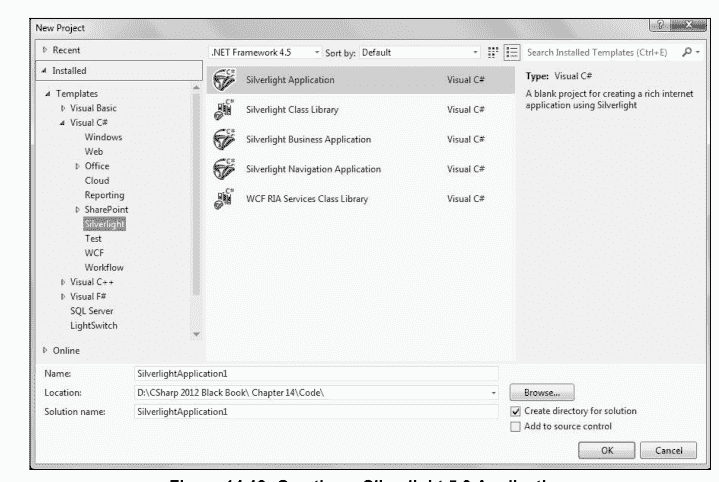 New Project
Recent
.NET Framework 4.5 Sort by: Default Search Installed Templates (Ctrl+E)
Installed
Templates
Visual Basic
Visual C#
Windows
Web
Office
Cloud
Reporting
SharePoint
Silverlight
Test
WCF
Workflow
Visual C++
Visual F#
SQL Server
LightSwitch
Online
Silverlight Application Visual C#
Silverlight Class Library Visual C#
Silverlight Business Application Visual C#
Silverlight Navigation Application Visual C#
WCF RIA Services Class Library Visual C#
Type: Visual C#
A blank project for creating a rich internet
application using Silverlight
Name: SilverlightApplication1
Location: D:\CSharp 2012 Black Book\ Chapter 14\Code\ Browse...
Solution name: SilverlightApplication1
Create directory for solution
Add to source control
OK Cancel